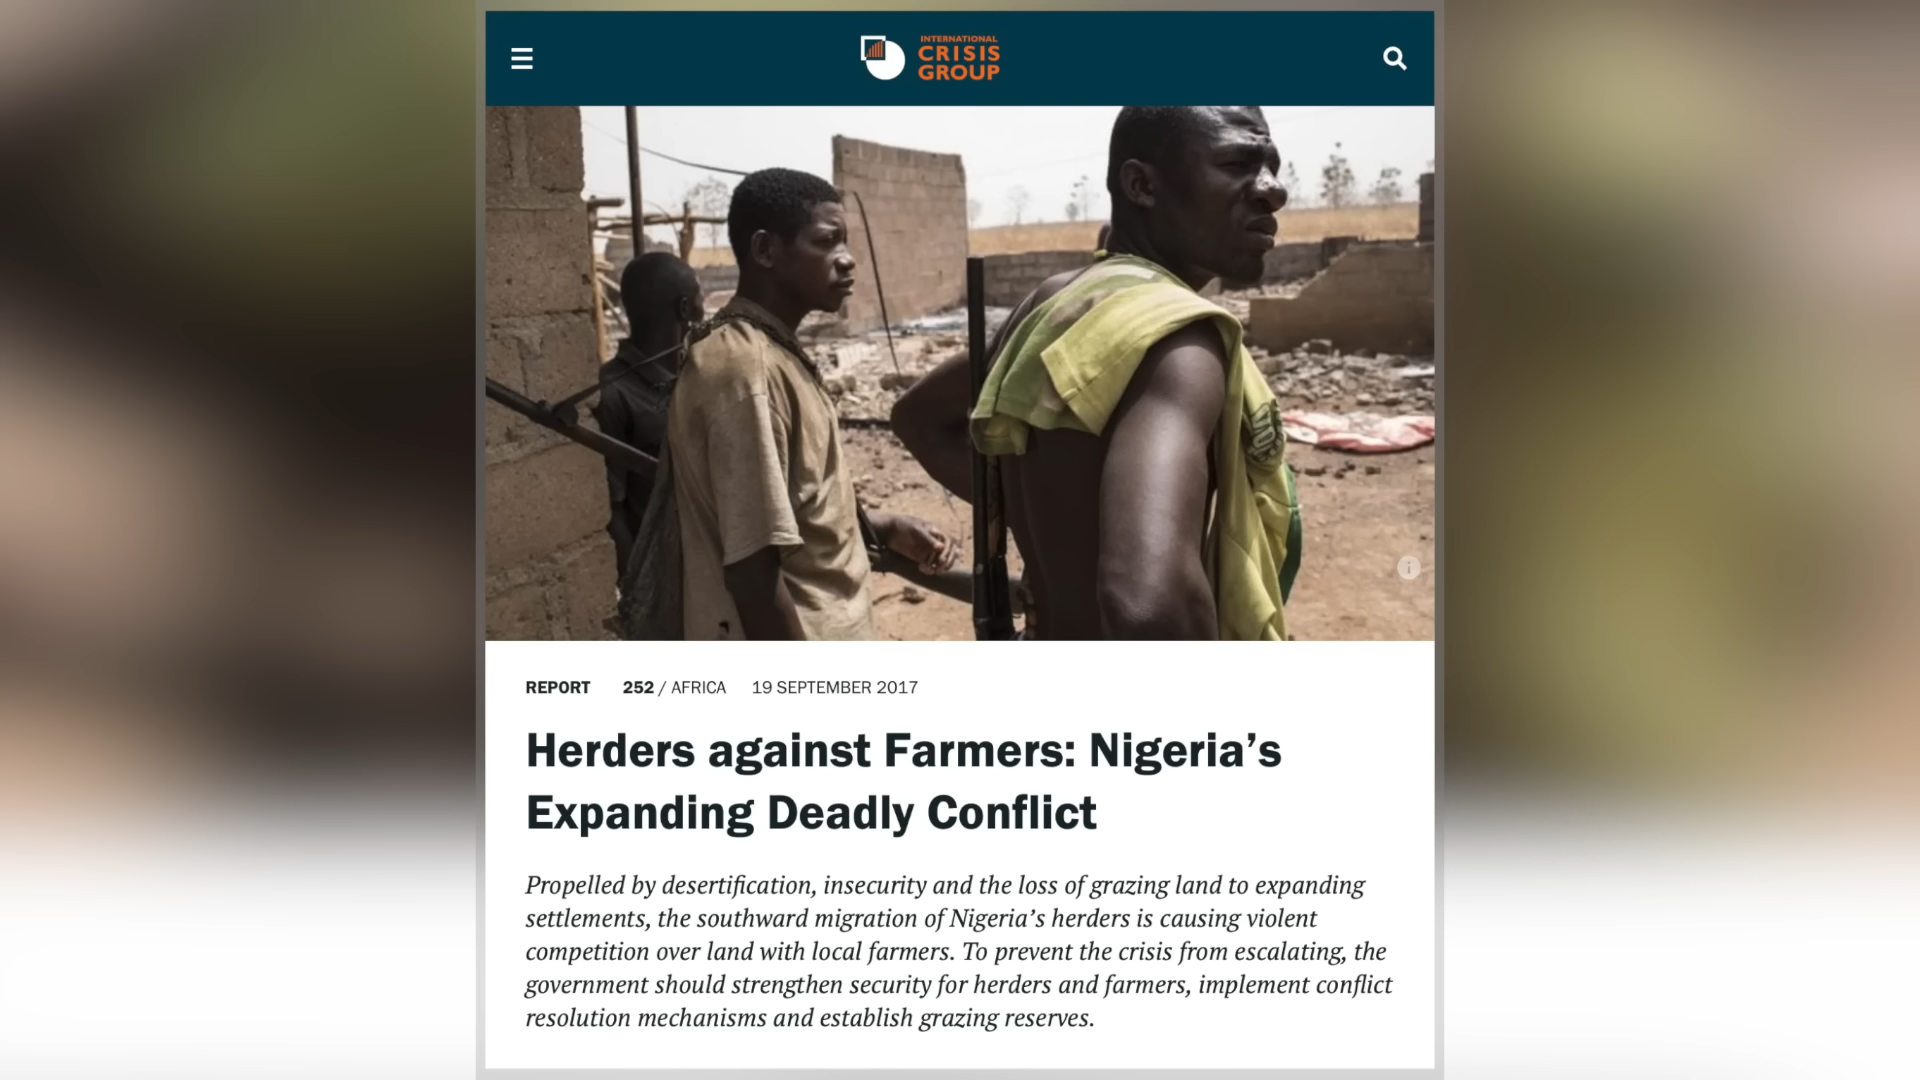 INTERNATIONAL
CRISIS
GROUP
REPORT 252 / AFRICA 19 SEPTEMBER 2017
Herders against Farmers: Nigeria’s
Expanding Deadly Conflict
Propelled by desertification, insecurity and the loss of grazing land to expanding
settlements, the southward migration of Nigeria’s herders is causing violent
competition over land with local farmers. To prevent the crisis from escalating, the
government should strengthen security for herders and farmers, implement conflict
resolution mechanisms and establish grazing reserves.